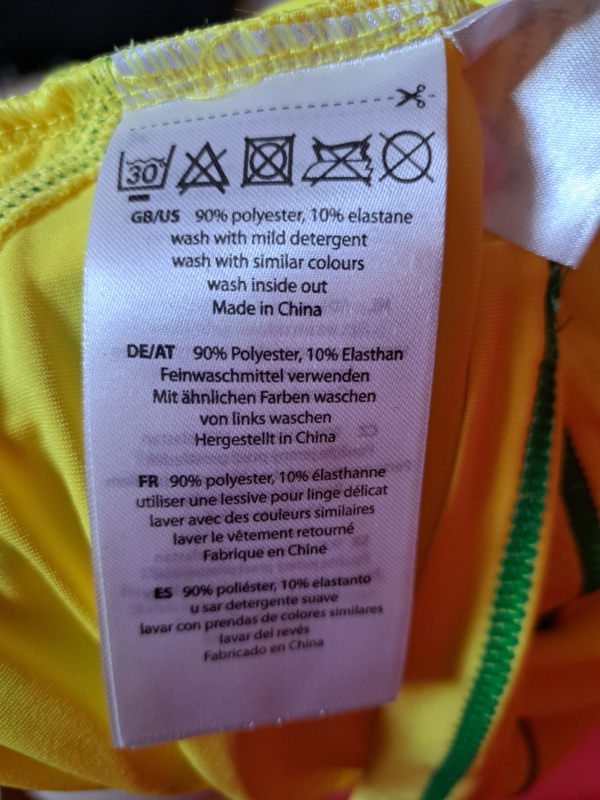 30°
GB/US 90% polyester, 10% elastane
wash with mild detergent
wash with similar colours
wash inside out
Made in China
DE/AT 90% Polyester, 10% Elasthan
Feinwaschmittel verwenden
Mit ähnlichen Farben waschen
von links waschen
Hergestellt in China
FR 90% polyester, 10% élasthanne
utiliser une lessive pour linge délicat
laver avec des couleurs similaires
laver le vêtement retourné
Fabrique en Chine
ES 90% poliéster, 10% elastanto
u sar detergente suave
lavar con prendas de colores similares
lavar del revés
Fabricado en China